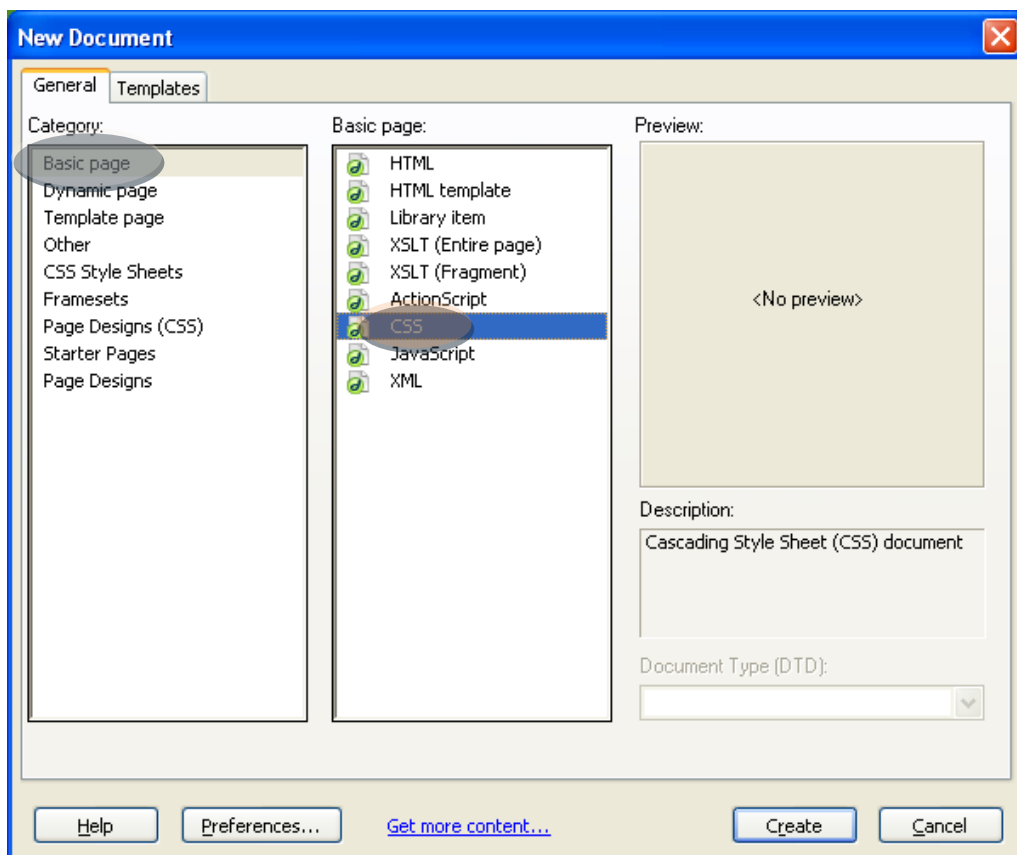 New Document
General
Templates
Category:
Basic page
Dynamic page
Template page
Other
CSS Style Sheets
Framesets
Page Designs (CSS)
Starter Pages
Page Designs
Basic page:
HTML
HTML template
Library item
XSLT (Entire page)
XSLT (Fragment)
ActionScript
CSS
JavaScript
XML
Preview:
<No preview>
Description:
Cascading Style Sheet (CSS) document
Document Type (DTD):
Help
Preferences...
Get more content...
Create
Cancel